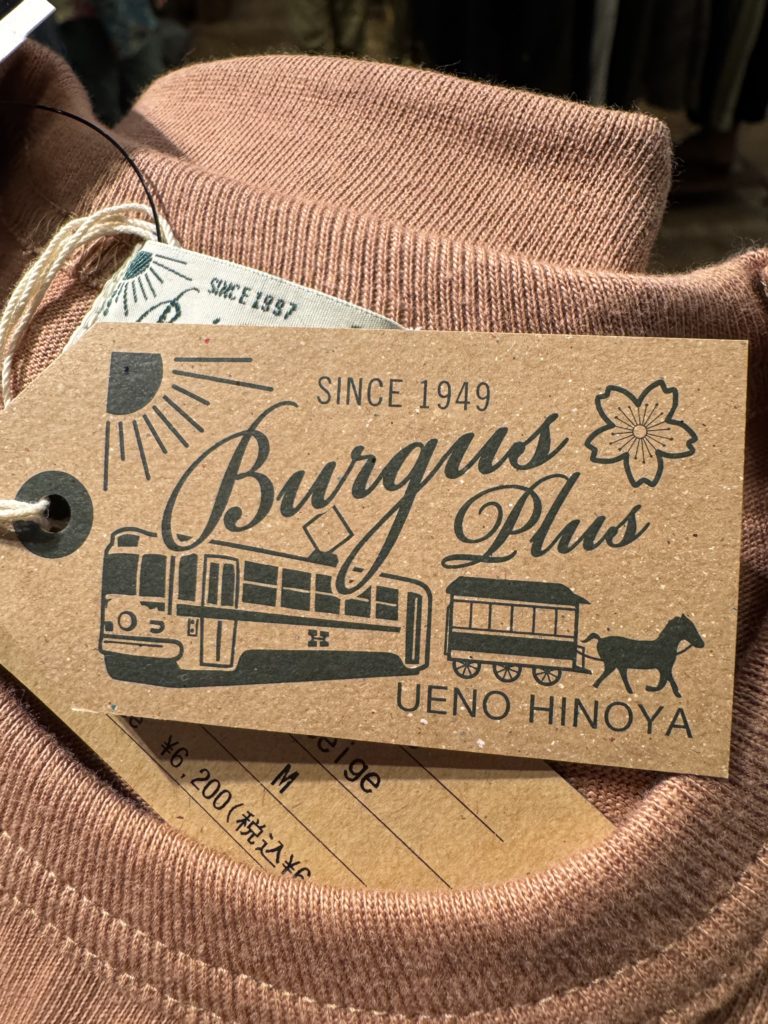 SINCE 1997
SINCE 1949
Burgus
Plus
H
UENO HINOYA
eige
M
¥6,200(税込¥6